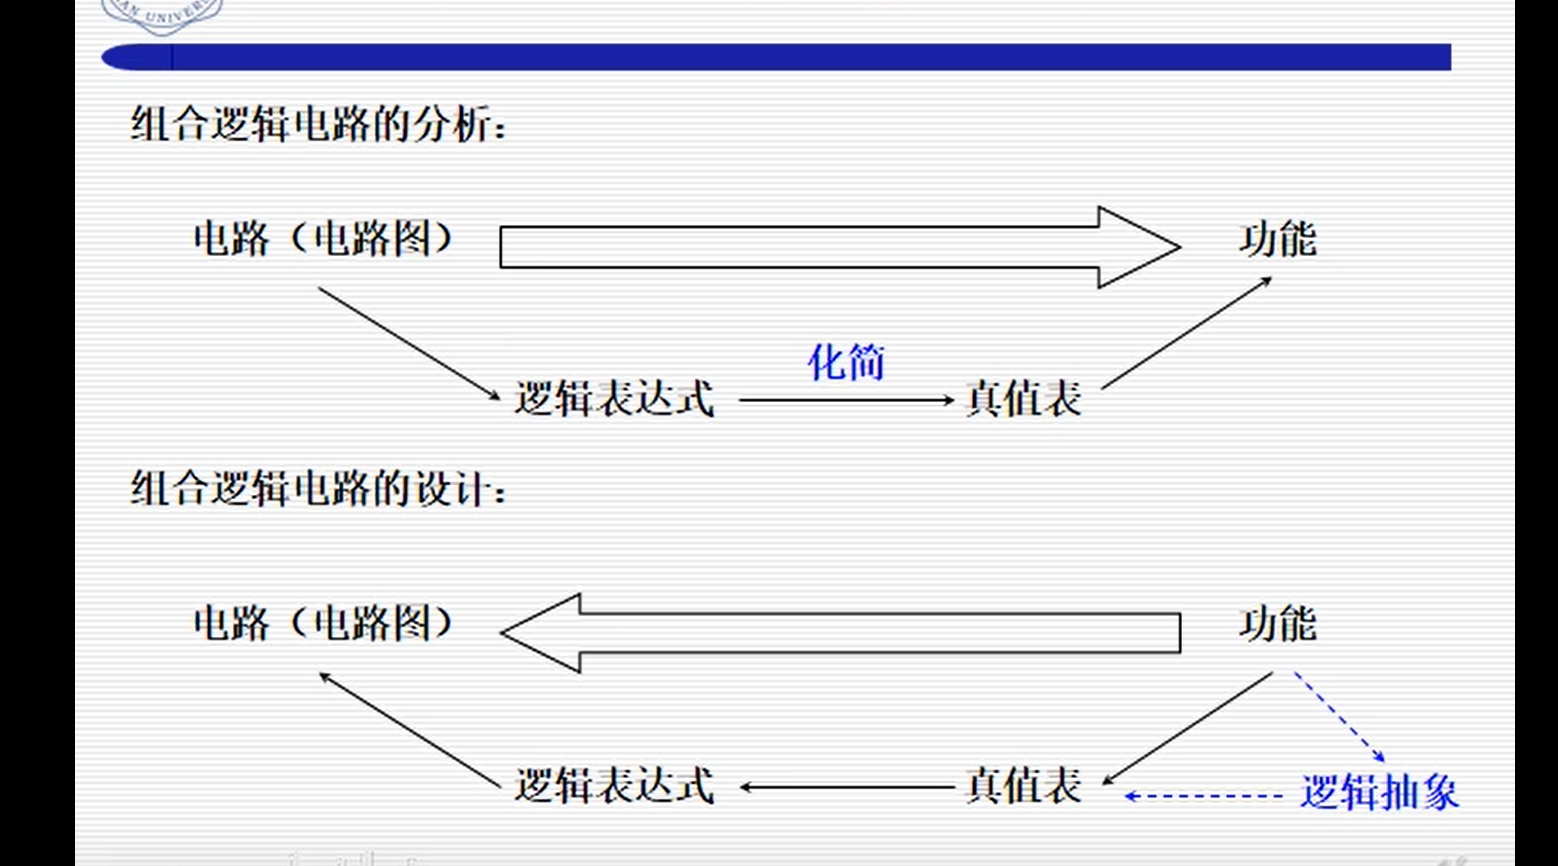 AN UNIVER
组合逻辑电路的分析：
电路（电路图） 功能
化简
逻辑表达式 真值表
组合逻辑电路的设计：
电路（电路图） 功能
逻辑表达式 真值表 逻辑抽象